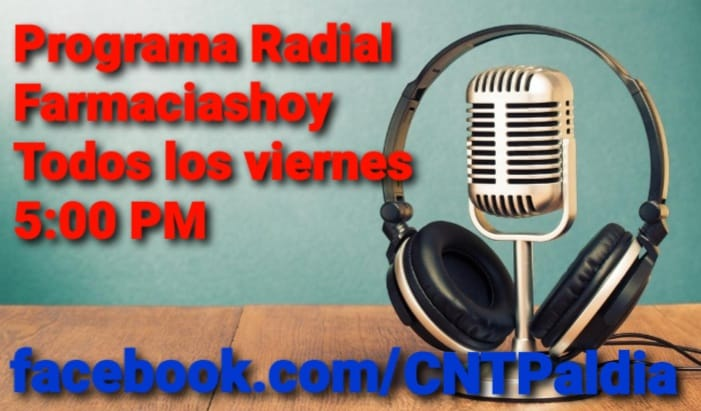 Programa Radial
Farmaciashoy
Todos los viernes
5:00 PM
facebook.com/CNTPaldia